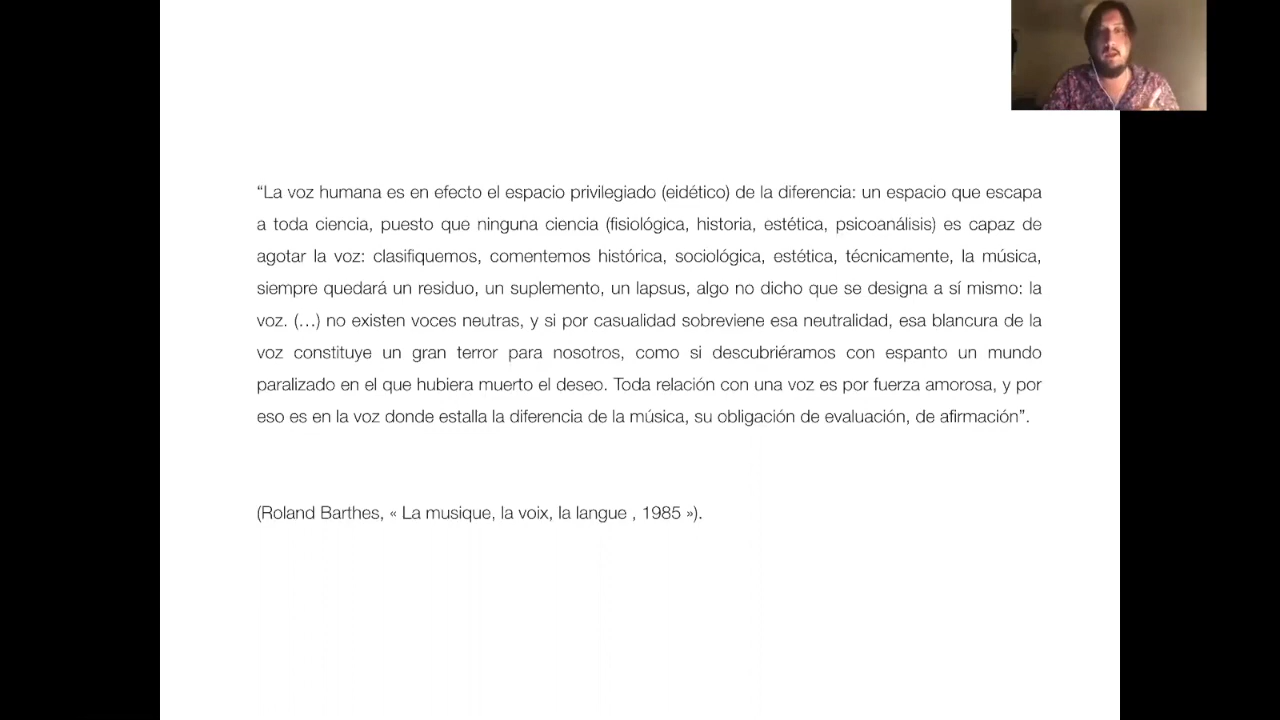 “La voz humana es en efecto el espacio privilegiado (eidético) de la diferencia: un espacio que escapa
a toda ciencia, puesto que ninguna ciencia (fisiológica, historia, estética, psicoanálisis) es capaz de
agotar la voz: clasifiquemos, comentemos histórica, sociológica, estética, técnicamente, la música,
siempre quedará un residuo, un suplemento, un lapsus, algo no dicho que se designa a sí mismo: la
voz. (…) no existen voces neutras, y si por casualidad sobreviene esa neutralidad, esa blancura de la
voz constituye un gran terror para nosotros, como si descubriéramos con espanto un mundo
paralizado en el que hubiera muerto el deseo. Toda relación con una voz es por fuerza amorosa, y por
eso es en la voz donde estalla la diferencia de la música, su obligación de evaluación, de afirmación”.
(Roland Barthes, « La musique, la voix, la langue , 1985 »).